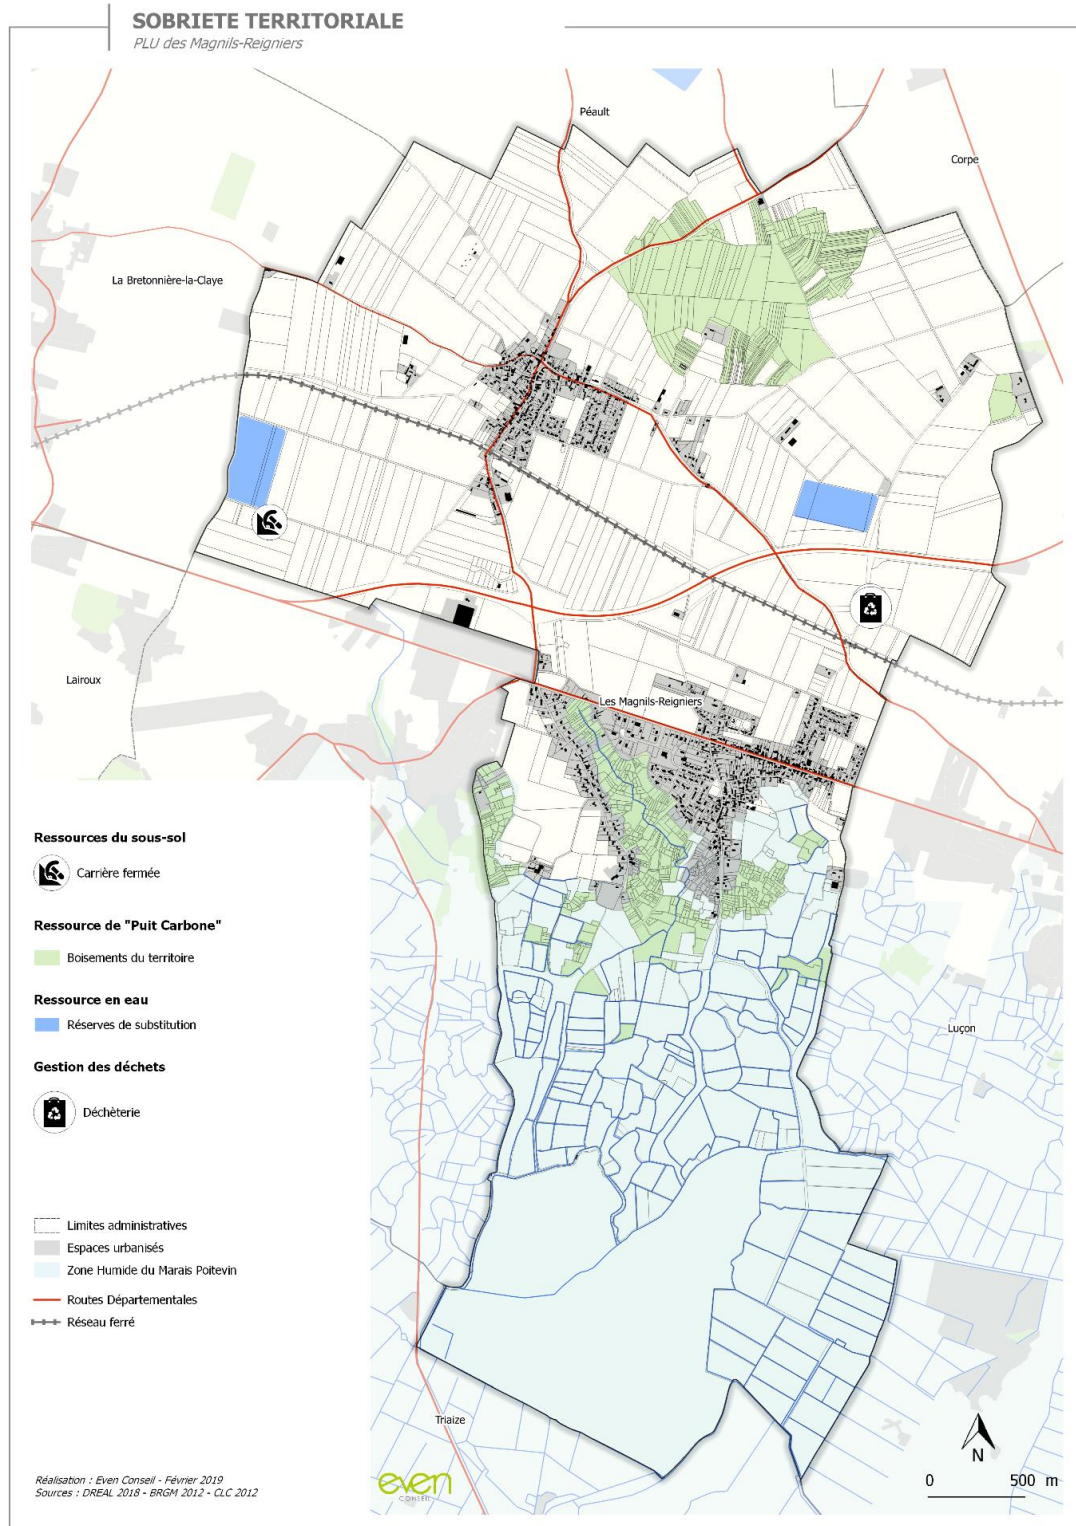 SOBRIETE TERRITORIALE
PLU des Magnils-Reigniers
Péault
Corpe
La Bretonnière-la-Claye
Lairoux
Les Magnils-Reigniers
Ressources du sous-sol
Carrière fermée
Ressource de "Puit Carbone"
Boisements du territoire
Ressource en eau
Réserves de substitution
Luçon
Gestion des déchets
Déchèterie
Limites administratives
Espaces urbanisés
Zone Humide du Marais Poitevin
Routes Départementales
Réseau ferré
Triaize
N
0 500 m
Réalisation : Even Conseil - Février 2019
Sources : DREAL 2018 - BRGM 2012 - CLC 2012
even
CONSEIL